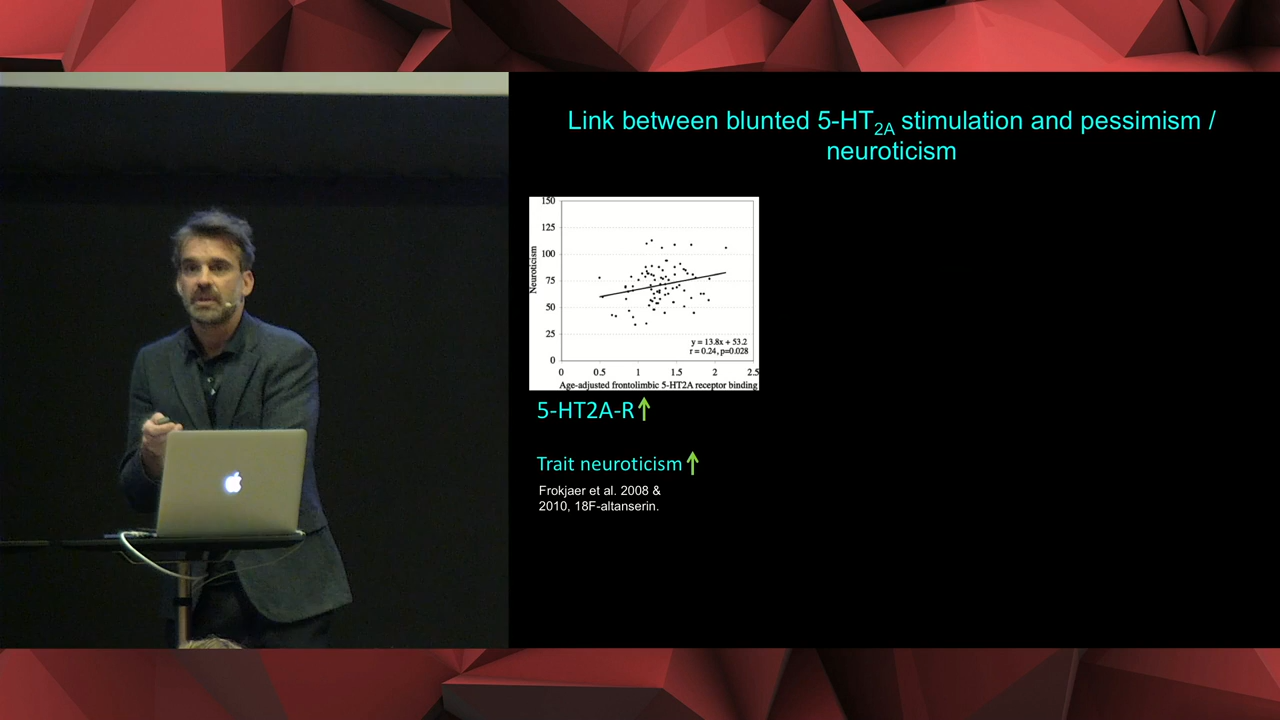 Link between blunted 5-HT2A stimulation and pessimism /
neuroticism
150
125
100
75
50
25
0
Neuroticism
y = 13.8x + 53.2
r = 0.24, p=0.028
0 0.5 1 1.5 2 2.5
Age-adjusted frontolimbic 5-HT2A receptor binding
5-HT2A-R↑
Trait neuroticism↑
Frokjaer et al. 2008 &
2010, 18F-altanserin.